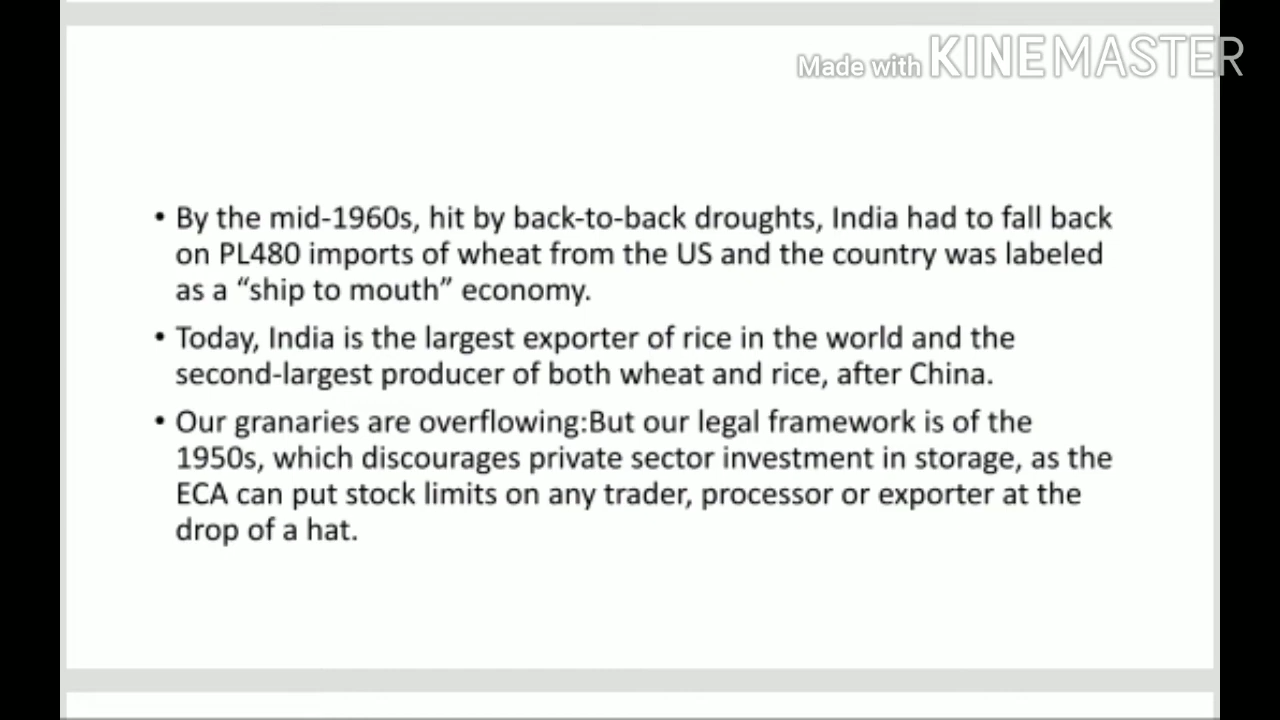 Made with KINEMASTER
• By the mid-1960s, hit by back-to-back droughts, India had to fall back
on PL480 imports of wheat from the US and the country was labeled
as a “ship to mouth” economy.
• Today, India is the largest exporter of rice in the world and the
second-largest producer of both wheat and rice, after China.
• Our granaries are overflowing:But our legal framework is of the
1950s, which discourages private sector investment in storage, as the
ECA can put stock limits on any trader, processor or exporter at the
drop of a hat.